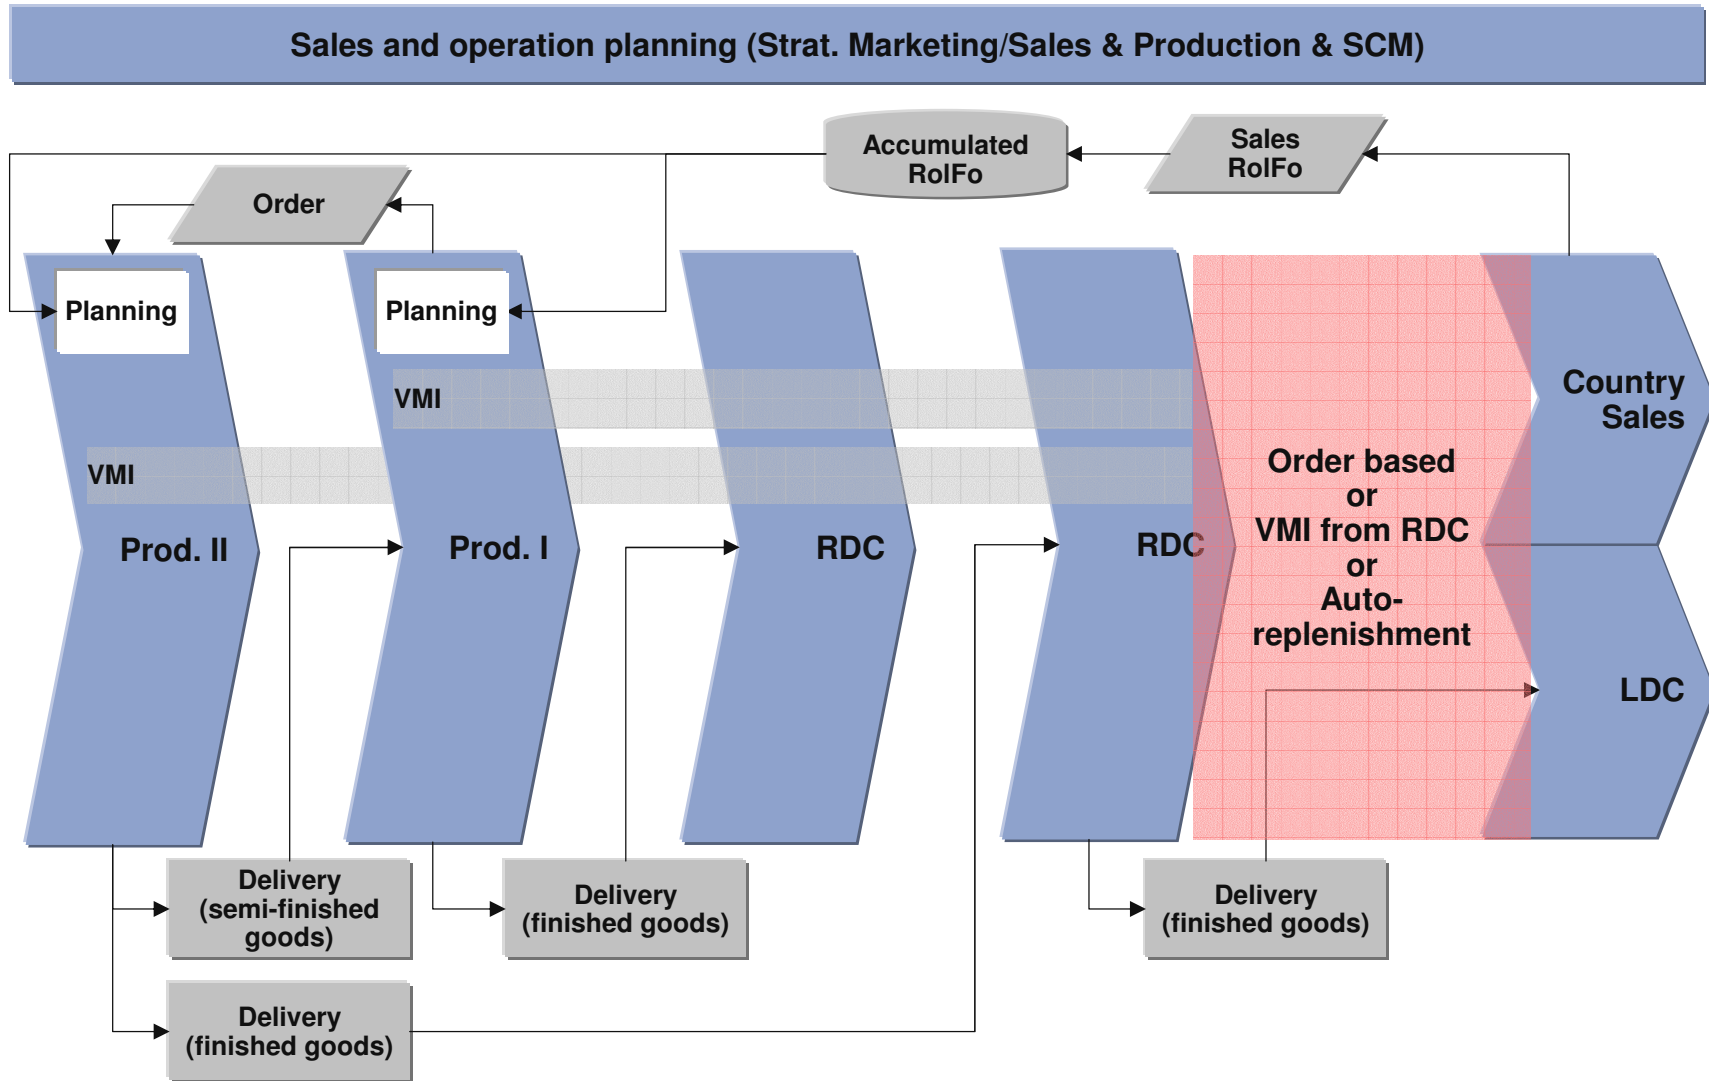 Sales and operation planning (Strat. Marketing/Sales & Production & SCM)
Accumulated
RolFo
Sales
RolFo
Order
Planning
Planning
VMI
VMI
Country
Sales
Order based
or
VMI from RDC
or
Auto-
replenishment
Prod. II
Prod. I
RDC
RDC
LDC
Delivery
(semi-finished
goods)
Delivery
(finished goods)
Delivery
(finished goods)
Delivery
(finished goods)